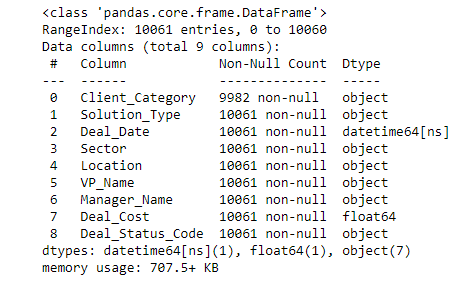 <class 'pandas.core.frame.DataFrame'>
RangeIndex: 10061 entries, 0 to 10060
Data columns (total 9 columns):
 #   Column            Non-Null Count  Dtype
---  ------            --------------  -----
 0   Client_Category   9982 non-null   object
 1   Solution_Type     10061 non-null  object
 2   Deal_Date         10061 non-null  datetime64[ns]
 3   Sector            10061 non-null  object
 4   Location          10061 non-null  object
 5   VP_Name           10061 non-null  object
 6   Manager_Name      10061 non-null  object
 7   Deal_Cost         10061 non-null  float64
 8   Deal_Status_Code  10061 non-null  object
dtypes: datetime64[ns](1), float64(1), object(7)
memory usage: 707.5+ KB